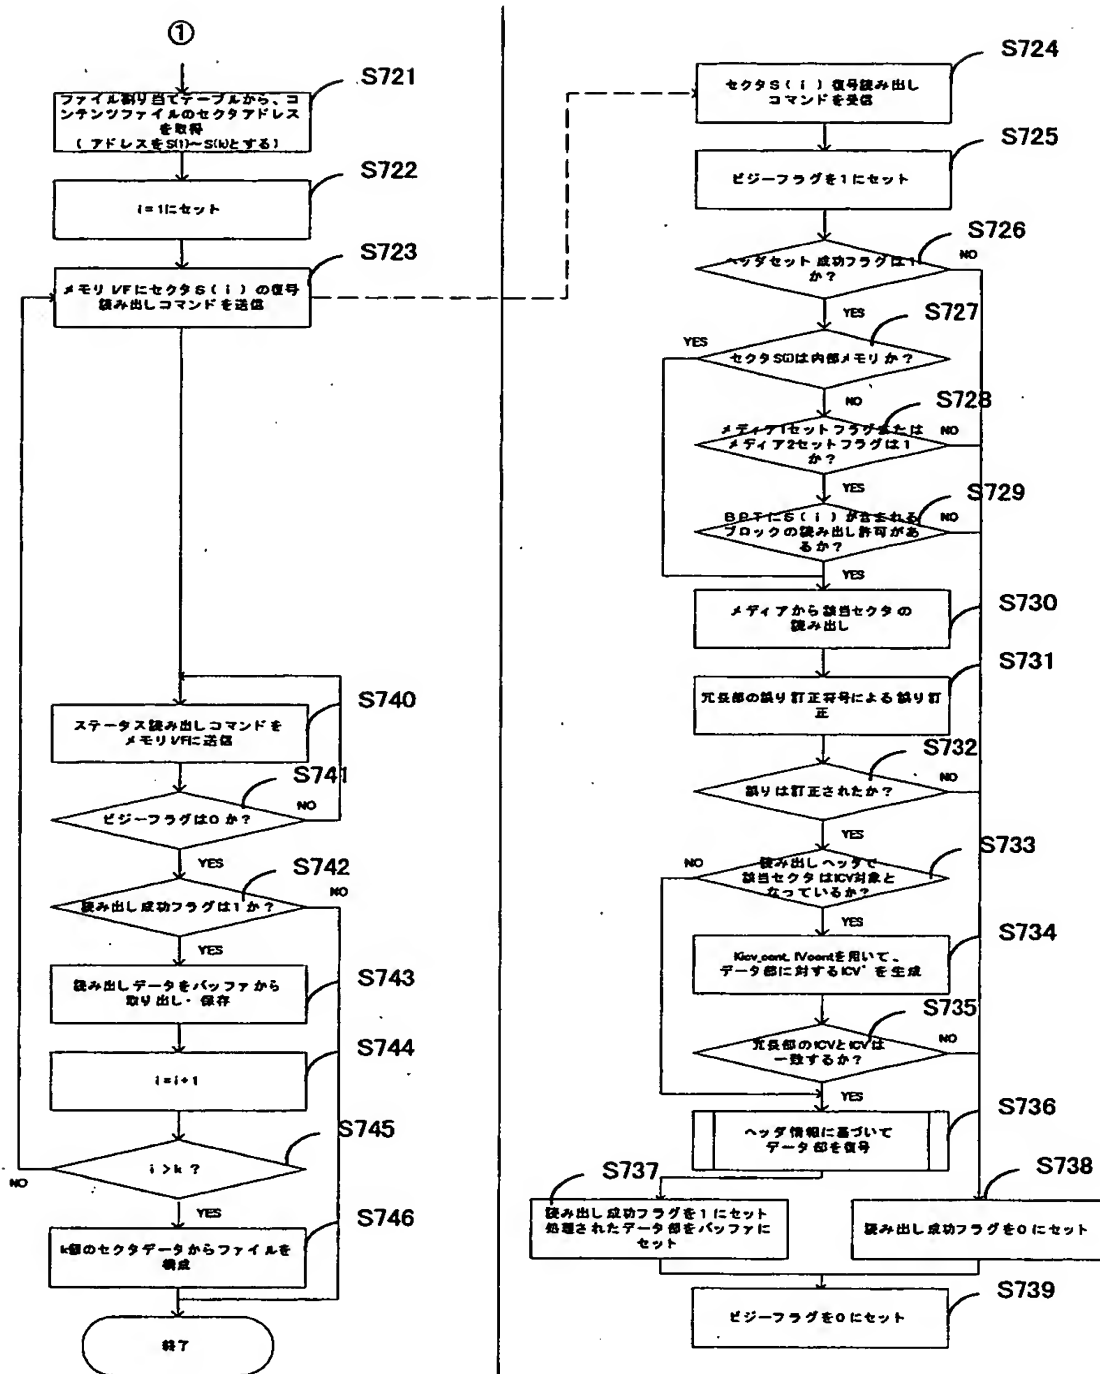 ①
S721
ファイル割り当てテーブルから、コ
ンテンツファイルのセクタアドレス
を取得
( アドレスをS(1)~S(k)とする)
S722
i=1にセット
S723
メモリI/FにセクタS(i)の復号
読み出しコマンドを送信
S740
ステータス読み出しコマンドを
メモリI/Fに送信
S741
ビジーフラグは0か?
NO
YES
S742
読み出し成功フラグは1か?
NO
YES
S743
読み出しデータをバッファから
取り出し・保存
S744
i=i+1
S745
i>k ?
NO
YES
S746
k個のセクタデータからファイルを
構成
終了
S724
セクタS(i)復号読み出し
コマンドを受信
S725
ビジーフラグを1にセット
S726
ヘッダセット成功フラグは1
か?
NO
YES
S727
セクタS(i)は内部メモリか?
YES
NO
S728
メディア1セットフラグまたは
メディア2セットフラグは1
か?
NO
YES
S729
BPTにS(i)が含まれる
ブロックの読み出し許可があ
るか?
NO
YES
S730
メディアから該当セクタの
読み出し
S731
冗長部の誤り訂正符号による誤り訂
正
S732
誤りは訂正されたか?
NO
YES
S733
読み出しヘッダで
該当セクタはICV対象と
なっているか?
NO
YES
S734
Kicv_cont, IVcontを用いて、
データ部に対するICV'を生成
S735
冗長部のICVとICV'は
一致するか?
NO
YES
S736
ヘッダ情報に基づいて
データ部を復号
S737
読み出し成功フラグを1にセット
処理されたデータ部をバッファに
セット
S738
読み出し成功フラグを0にセット
S739
ビジーフラグを0にセット